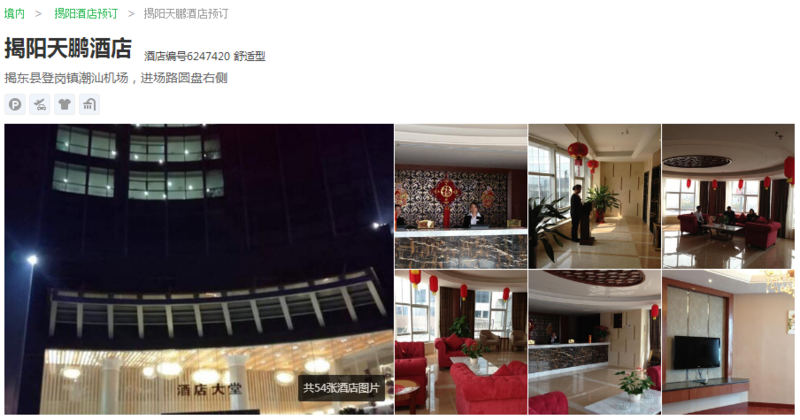 境内 > 揭阳酒店预订 > 揭阳天鹏酒店预订
揭阳天鹏酒店 酒店编号6247420 舒适型
揭东县登岗镇潮汕机场，进场路圆盘右侧
P
福
酒店大堂
共54张酒店图片